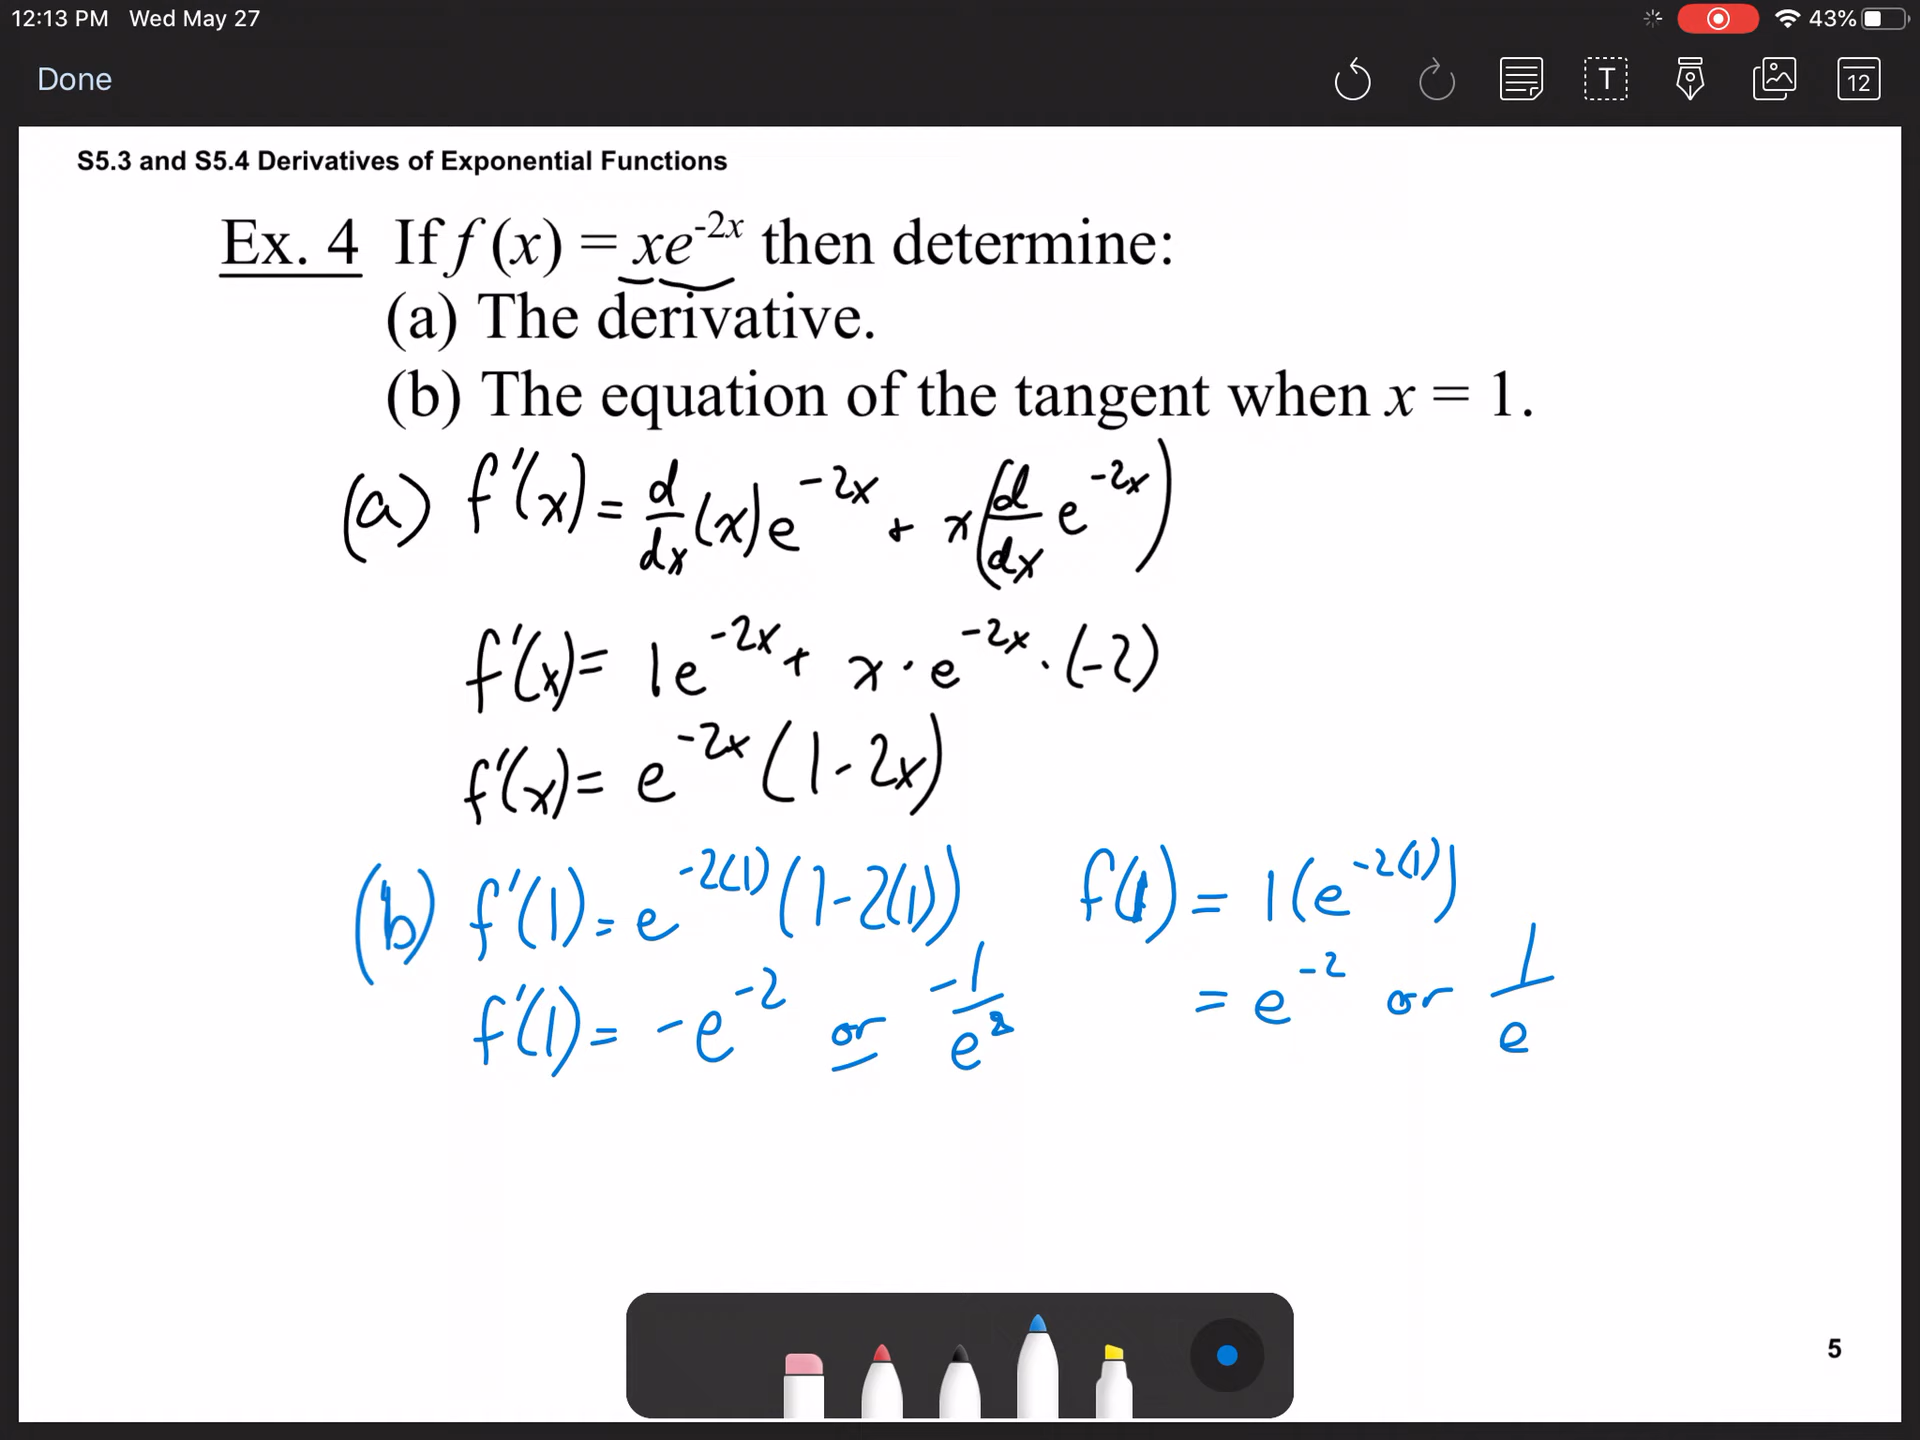 12:13 PM Wed May 27 43%
Done T 12
S5.3 and S5.4 Derivatives of Exponential Functions
Ex. 4 If f(x) = xe^-2x then determine:
(a) The derivative.
(b) The equation of the tangent when x = 1.
(a) f'(x) = d/dx (x) e^-2x + x(d/dx e^-2x)
f'(x) = 1e^-2x + x · e^-2x · (-2)
f'(x) = e^-2x (1-2x)
(b) f'(1) = e^-2(1) (1-2(1)) f(1) = 1(e^-2(1))
f'(1) = -e^-2 or -1/e^2 = e^-2 or 1/e
5